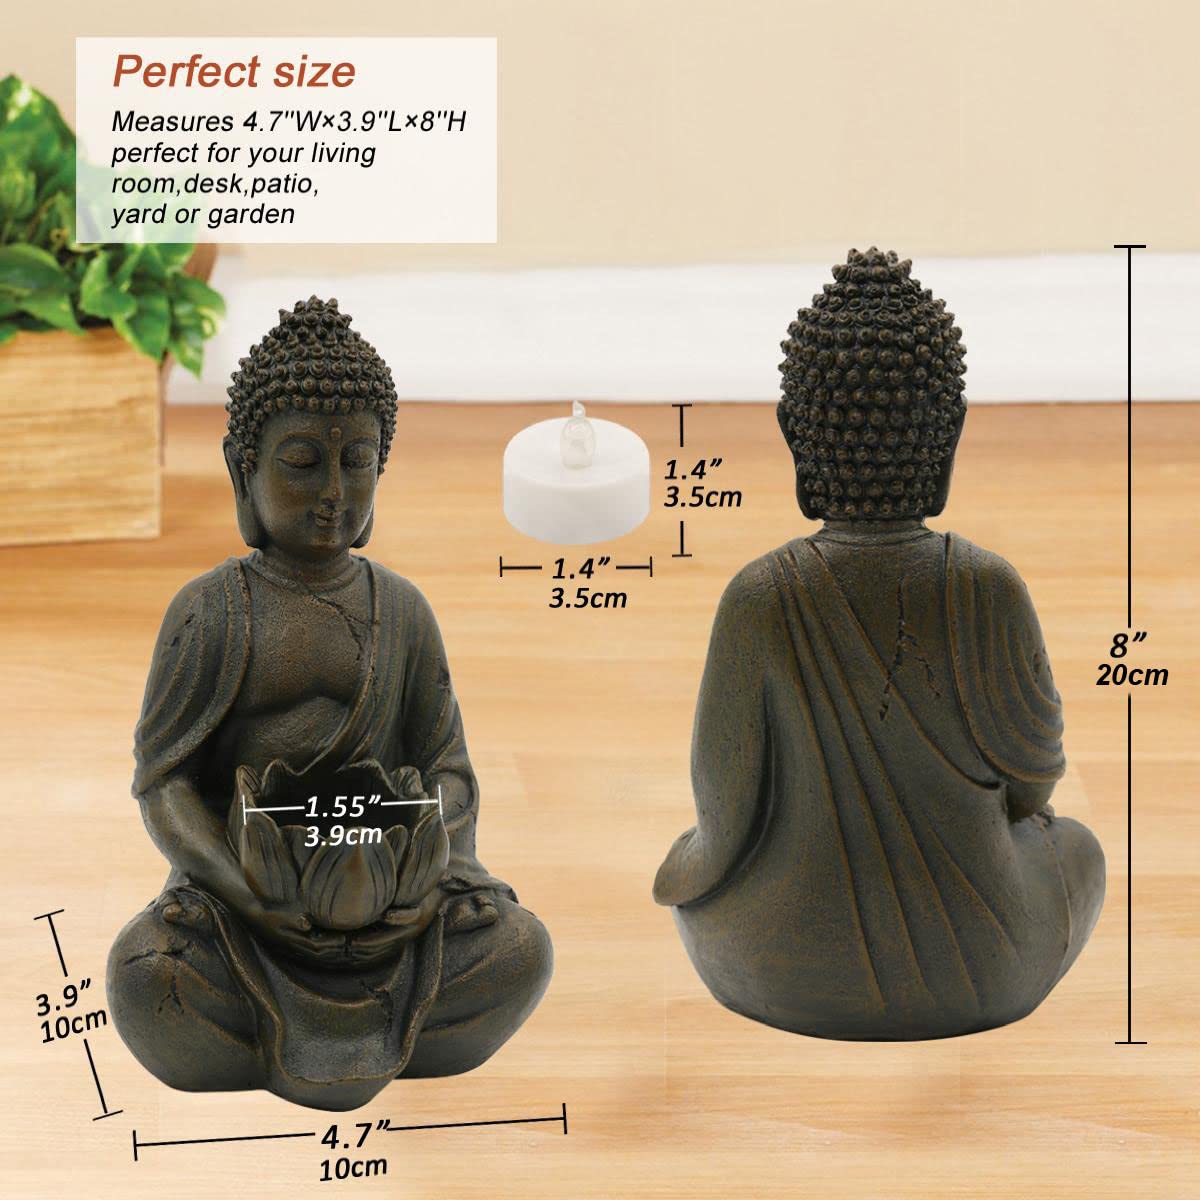 Perfect size
Measures 4.7"W×3.9"L×8"H
perfect for your living
room,desk,patio,
yard or garden
1.4”
3.5cm
1.4”
3.5cm
8”
20cm
1.55”
3.9cm
3.9”
10cm
4.7”
10cm